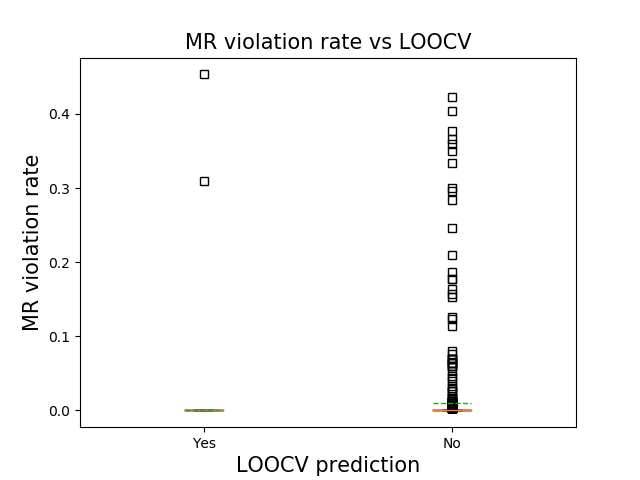 MR violation rate vs LOOCV
MR violation rate
0.4
0.3
0.2
0.1
0.0
Yes
No
LOOCV prediction